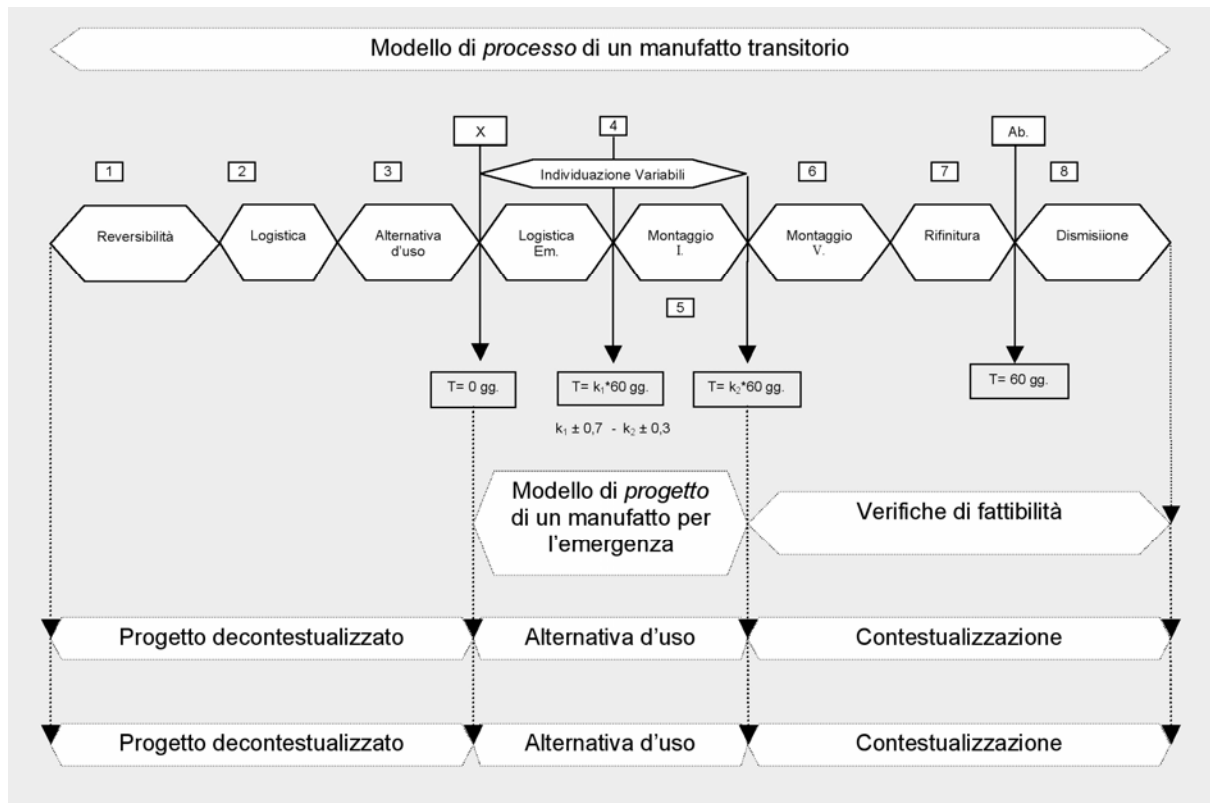 Modello di processo di un manufatto transitorio
X
4
Ab.
1
2
3
Individuazione Variabili
6
7
8
Reversibilità
Logistica
Alternativa
d'uso
Logistica
Em.
Montaggio
I.
Montaggio
V.
Rifinitura
Dismisiione
5
T= 0 gg.
T= k₁*60 gg.
T= k₂*60 gg.
T= 60 gg.
k₁ ± 0,7 - k₂ ± 0,3
Modello di progetto
di un manufatto per
l'emergenza
Verifiche di fattibilità
Progetto decontestualizzato
Alternativa d'uso
Contestualizzazione
Progetto decontestualizzato
Alternativa d'uso
Contestualizzazione